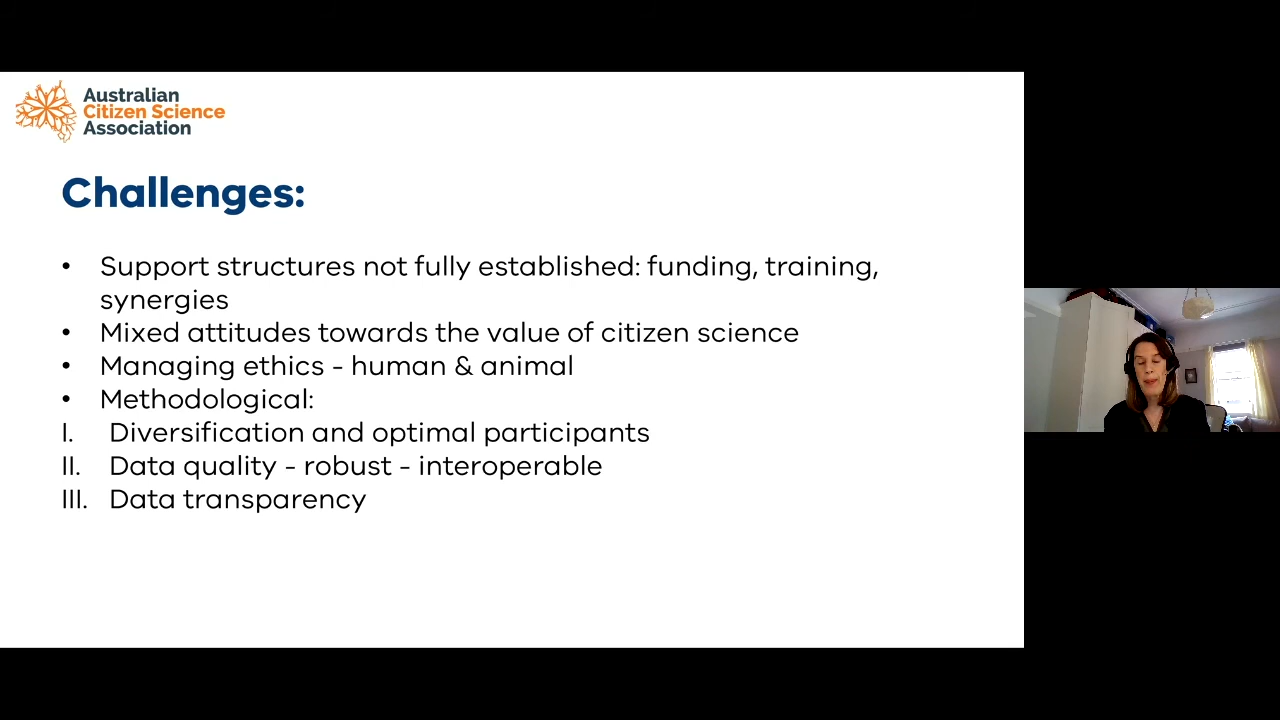 Australian
Citizen Science
Association
Challenges:
• Support structures not fully established: funding, training,
synergies
• Mixed attitudes towards the value of citizen science
• Managing ethics - human & animal
• Methodological:
I. Diversification and optimal participants
II. Data quality - robust - interoperable
III. Data transparency